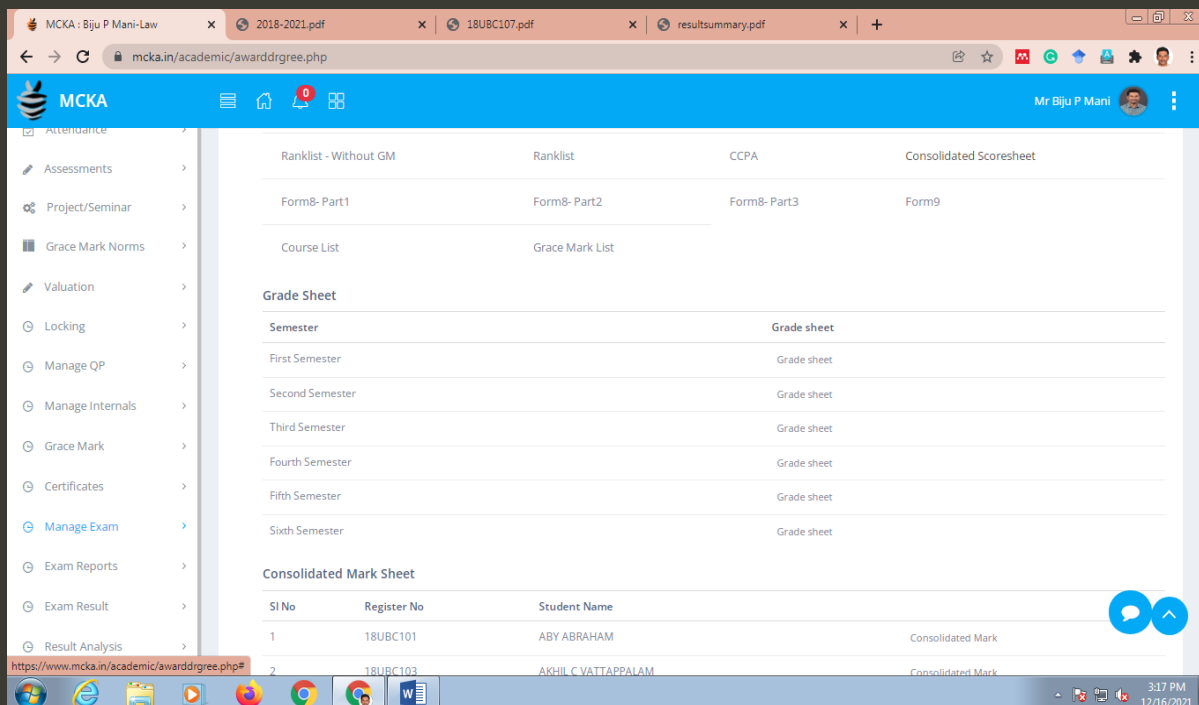 MCKA : Biju P Mani-Law
2018-2021.pdf
18UBC107.pdf
resultsummary.pdf
mcka.in/academic/awarddrgree.php
MCKA
0
Mr Biju P Mani
Attendance
Assessments
Project/Seminar
Grace Mark Norms
Valuation
Locking
Manage QP
Manage Internals
Grace Mark
Certificates
Manage Exam
Exam Reports
Exam Result
Result Analysis
Ranklist - Without GM Ranklist CCPA Consolidated Scoresheet
Form8- Part1 Form8- Part2 Form8- Part3 Form9
Course List Grace Mark List
Grade Sheet
Semester Grade sheet
First Semester Grade sheet
Second Semester Grade sheet
Third Semester Grade sheet
Fourth Semester Grade sheet
Fifth Semester Grade sheet
Sixth Semester Grade sheet
Consolidated Mark Sheet
SI No Register No Student Name
1 18UBC101 ABY ABRAHAM Consolidated Mark
2 18UBC103 AKHIL C VATTAPPALAM Consolidated Mark
https://www.mcka.in/academic/awarddrgree.php#
3:17 PM
12/16/2021